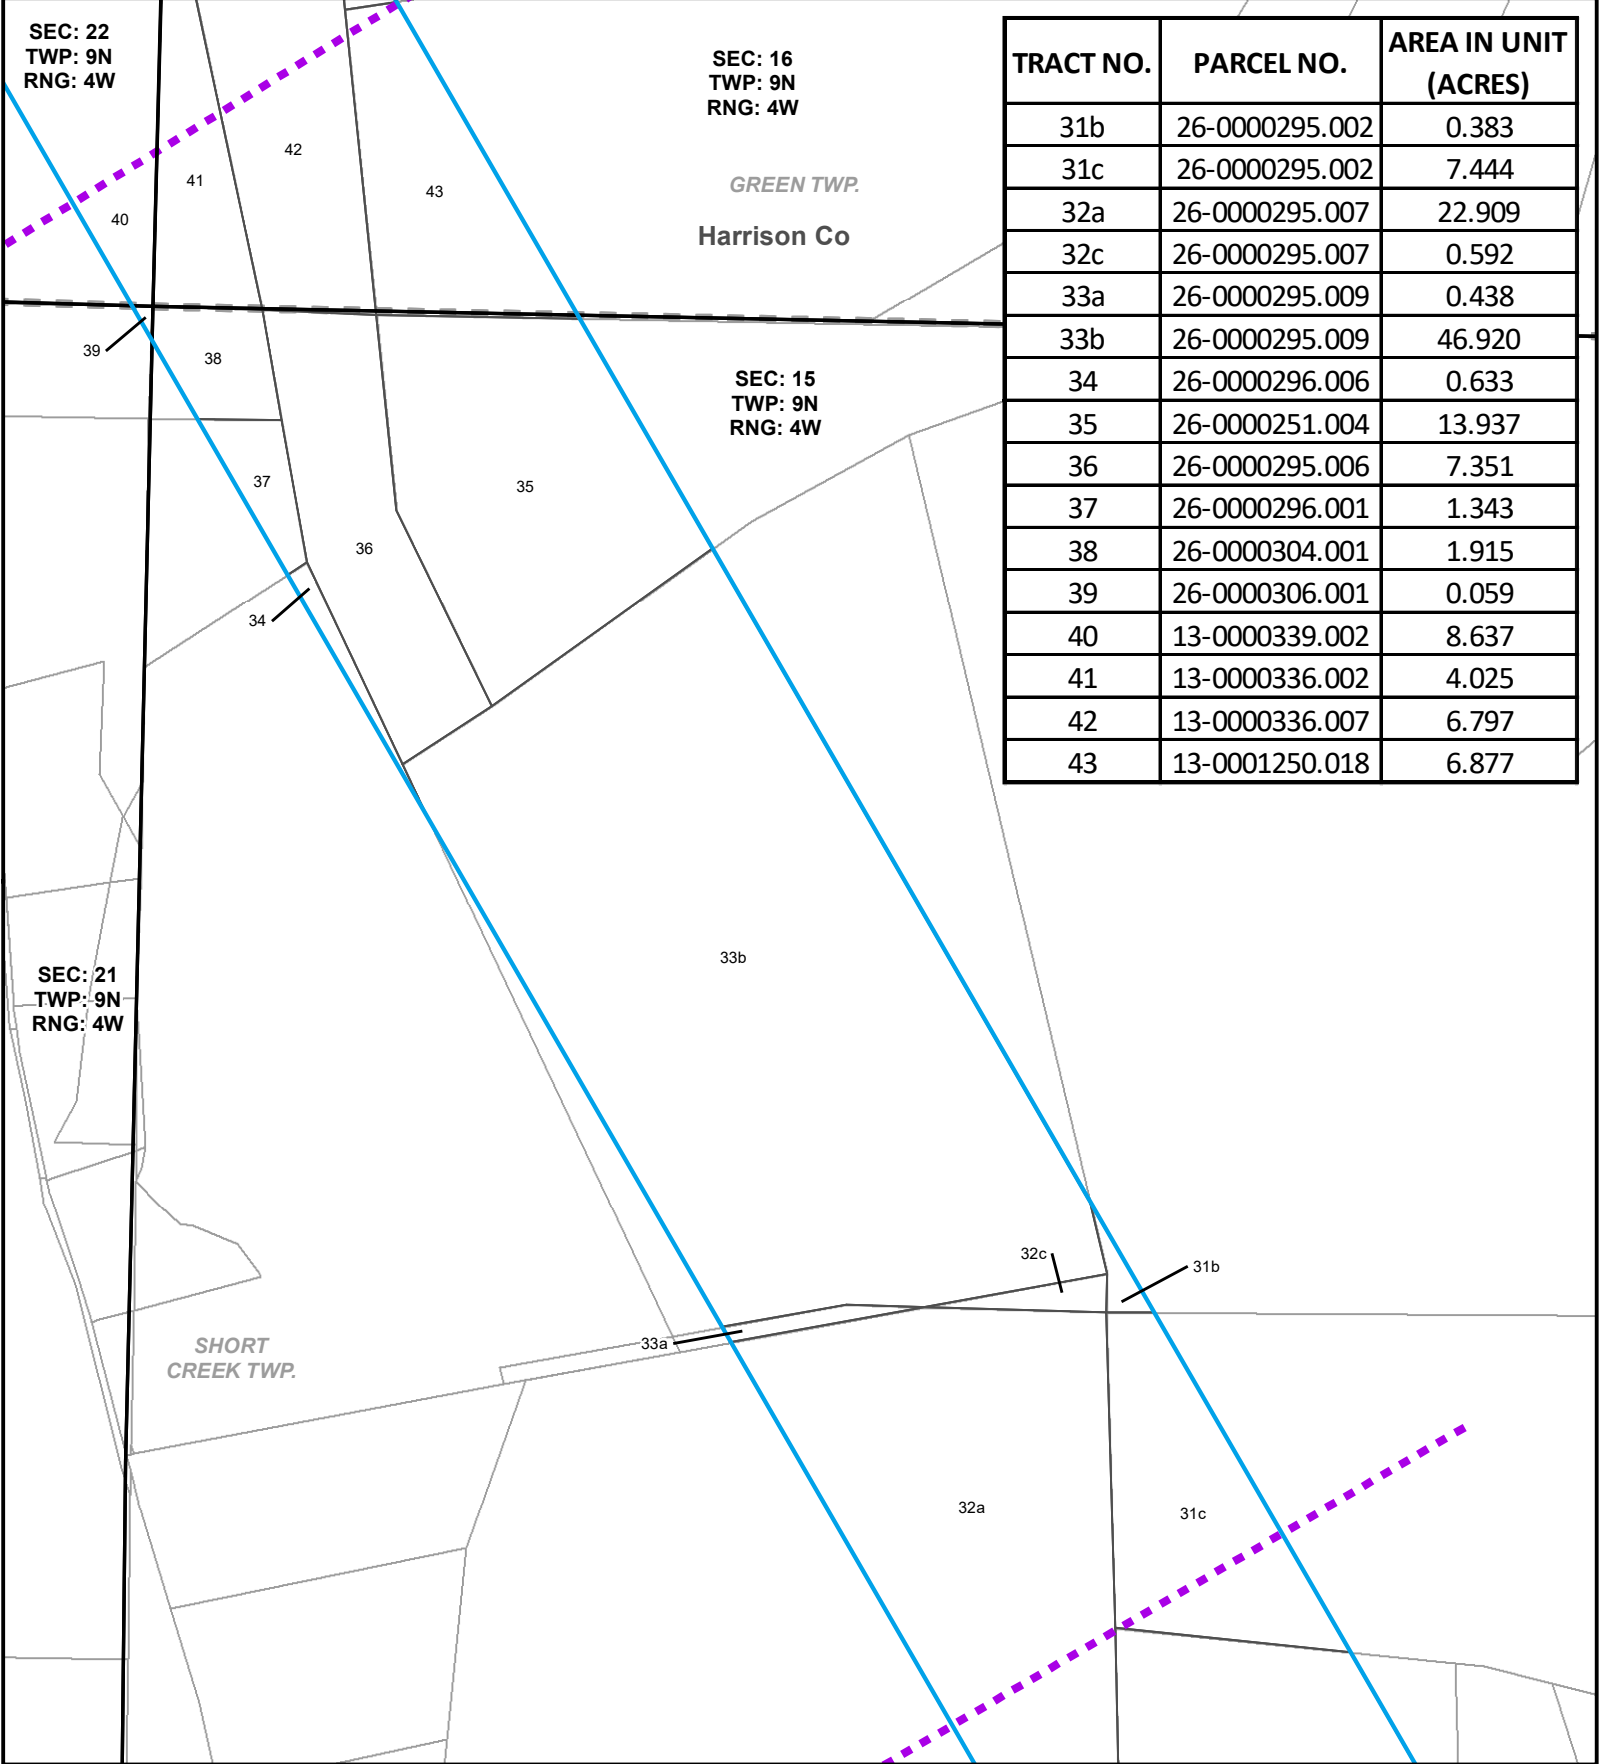 SEC: 22
TWP: 9N
RNG: 4W
SEC: 16
TWP: 9N
RNG: 4W
TRACT NO. PARCEL NO. AREA IN UNIT (ACRES)
31b 26-0000295.002 0.383
31c 26-0000295.002 7.444
32a 26-0000295.007 22.909
32c 26-0000295.007 0.592
33a 26-0000295.009 0.438
33b 26-0000295.009 46.920
34 26-0000296.006 0.633
35 26-0000251.004 13.937
36 26-0000295.006 7.351
37 26-0000296.001 1.343
38 26-0000304.001 1.915
39 26-0000306.001 0.059
40 13-0000339.002 8.637
41 13-0000336.002 4.025
42 13-0000336.007 6.797
43 13-0001250.018 6.877
42
41
43
GREEN TWP.
40
Harrison Co
39
38
SEC: 15
TWP: 9N
RNG: 4W
37
35
36
34
33b
SEC: 21
TWP: 9N
RNG: 4W
32c
31b
33a
SHORT
CREEK TWP.
32a
31c